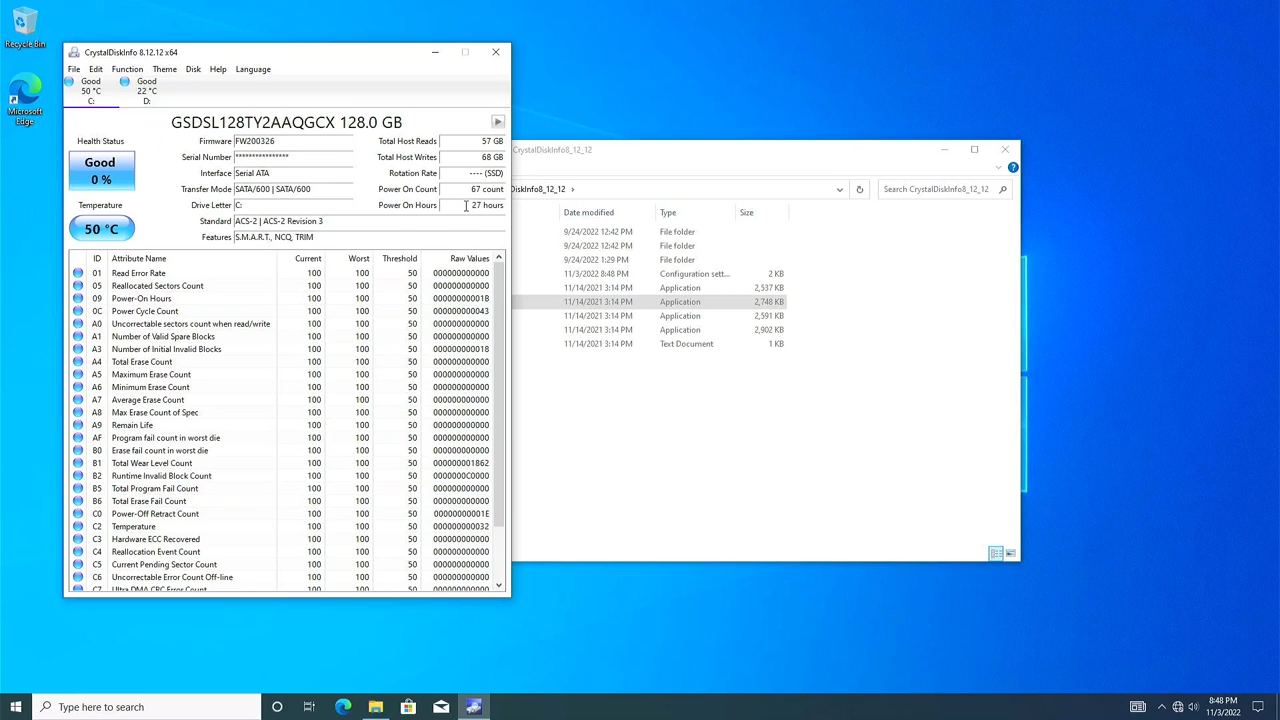 Recycle Bin
Microsoft
Edge
CrystalDiskInfo 8.12.12 x64
File Edit Function Theme Disk Help Language
Good Good
50 °C 22 °C
C: D:
GSDSL128TY2AAQGCX 128.0 GB
Health Status
Good
0 %
Temperature
50 °C
Firmware FW200326
Serial Number ***************
Interface Serial ATA
Transfer Mode SATA/600 | SATA/600
Drive Letter C:
Standard ACS-2 | ACS-2 Revision 3
Features S.M.A.R.T., NCQ, TRIM
Total Host Reads 57 GB
Total Host Writes 68 GB
Rotation Rate ---- (SSD)
Power On Count 67 count
Power On Hours 27 hours
ID Attribute Name Current Worst Threshold Raw Values
01 Read Error Rate 100 100 50 000000000000
05 Reallocated Sectors Count 100 100 50 000000000000
09 Power-On Hours 100 100 50 00000000001B
0C Power Cycle Count 100 100 50 000000000043
A0 Uncorrectable sectors count when read/write 100 100 50 000000000000
A1 Number of Valid Spare Blocks 100 100 50 000000000000
A3 Number of Initial Invalid Blocks 100 100 50 000000000018
A4 Total Erase Count 100 100 50 000000000000
A5 Maximum Erase Count 100 100 50 000000000000
A6 Minimum Erase Count 100 100 50 000000000000
A7 Average Erase Count 100 100 50 000000000000
A8 Max Erase Count of Spec 100 100 50 000000000000
A9 Remain Life 100 100 50 000000000000
AF Program fail count in worst die 100 100 50 000000000000
B0 Erase fail count in worst die 100 100 50 000000000000
B1 Total Wear Level Count 100 100 50 000000001862
B2 Runtime Invalid Block Count 100 100 50 0000000C0000
B5 Total Program Fail Count 100 100 50 000000000000
B6 Total Erase Fail Count 100 100 50 000000000000
C0 Power-Off Retract Count 100 100 50 00000000001E
C2 Temperature 100 100 50 000000000032
C3 Hardware ECC Recovered 100 100 50 000000000000
C4 Reallocation Event Count 100 100 50 000000000000
C5 Current Pending Sector Count 100 100 50 000000000000
C6 Uncorrectable Error Count Off-line 100 100 50 000000000000
C7 Ultra DMA CRC Error Count 100 100 50 000000000000
CrystalDiskInfo8_12_12
DiskInfo8_12_12
Search CrystalDiskInfo8_12_12
Date modified Type Size
9/24/2022 12:42 PM File folder
9/24/2022 12:42 PM File folder
9/24/2022 1:29 PM File folder
11/3/2022 8:48 PM Configuration sett... 2 KB
11/14/2021 3:14 PM Application 2,537 KB
11/14/2021 3:14 PM Application 2,748 KB
11/14/2021 3:14 PM Application 2,591 KB
11/14/2021 3:14 PM Application 2,902 KB
11/14/2021 3:14 PM Text Document 1 KB
Type here to search
8:48 PM
11/3/2022